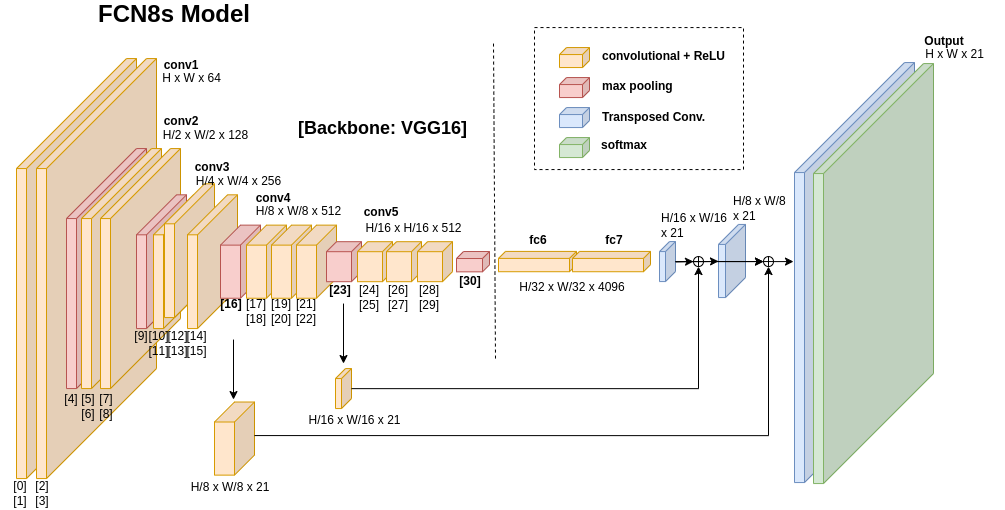 FCN8s Model
conv1
H x W x 64
conv2
H/2 x W/2 x 128
conv3
H/4 x W/4 x 256
conv4
H/8 x W/8 x 512
conv5
H/16 x H/16 x 512
[Backbone: VGG16]
convolutional + ReLU
max pooling
Transposed Conv.
softmax
Output
H x W x 21
fc6
fc7
H/32 x W/32 x 4096
H/16 x W/16
x 21
H/8 x W/8
x 21
[0]
[1]
[2]
[3]
[4]
[5]
[6]
[7]
[8]
[9]
[10]
[11]
[12]
[13]
[14]
[15]
[16]
[17]
[18]
[19]
[20]
[21]
[22]
[23]
[24]
[25]
[26]
[27]
[28]
[29]
[30]
H/16 x W/16 x 21
H/8 x W/8 x 21